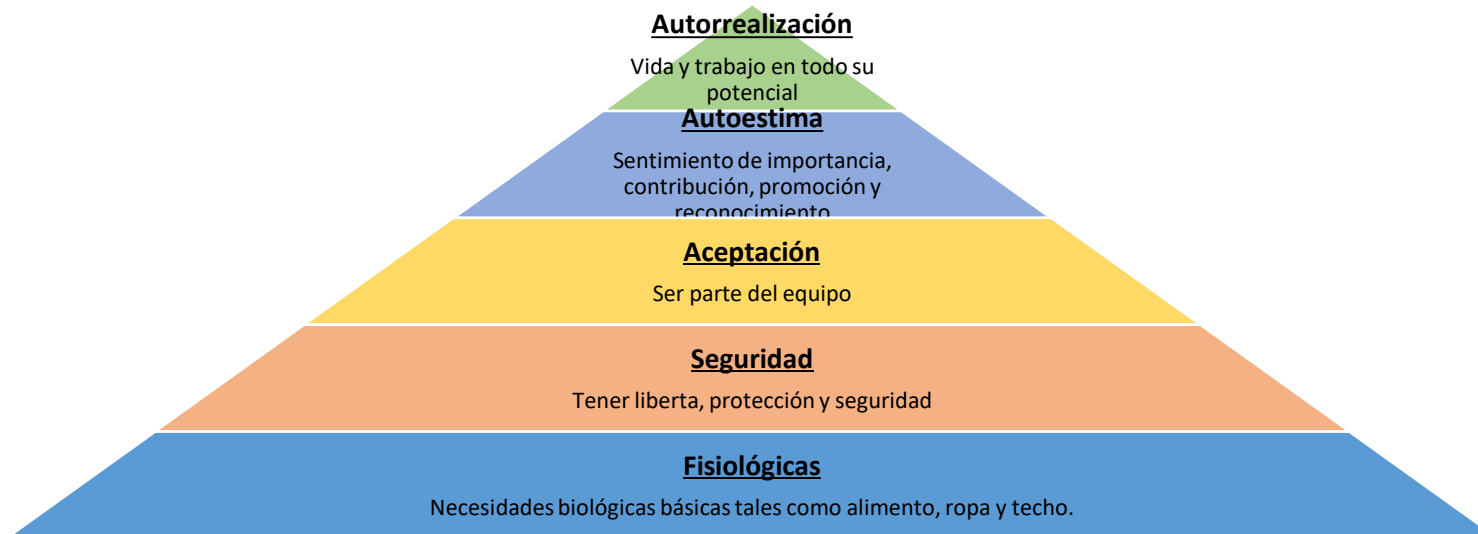 Autorrealización
Vida y trabajo en todo su
potencial
Autoestima
Sentimiento de importancia,
contribución, promoción y
reconocimiento
Aceptación
Ser parte del equipo
Seguridad
Tener liberta, protección y seguridad
Fisiológicas
Necesidades biológicas básicas tales como alimento, ropa y techo.